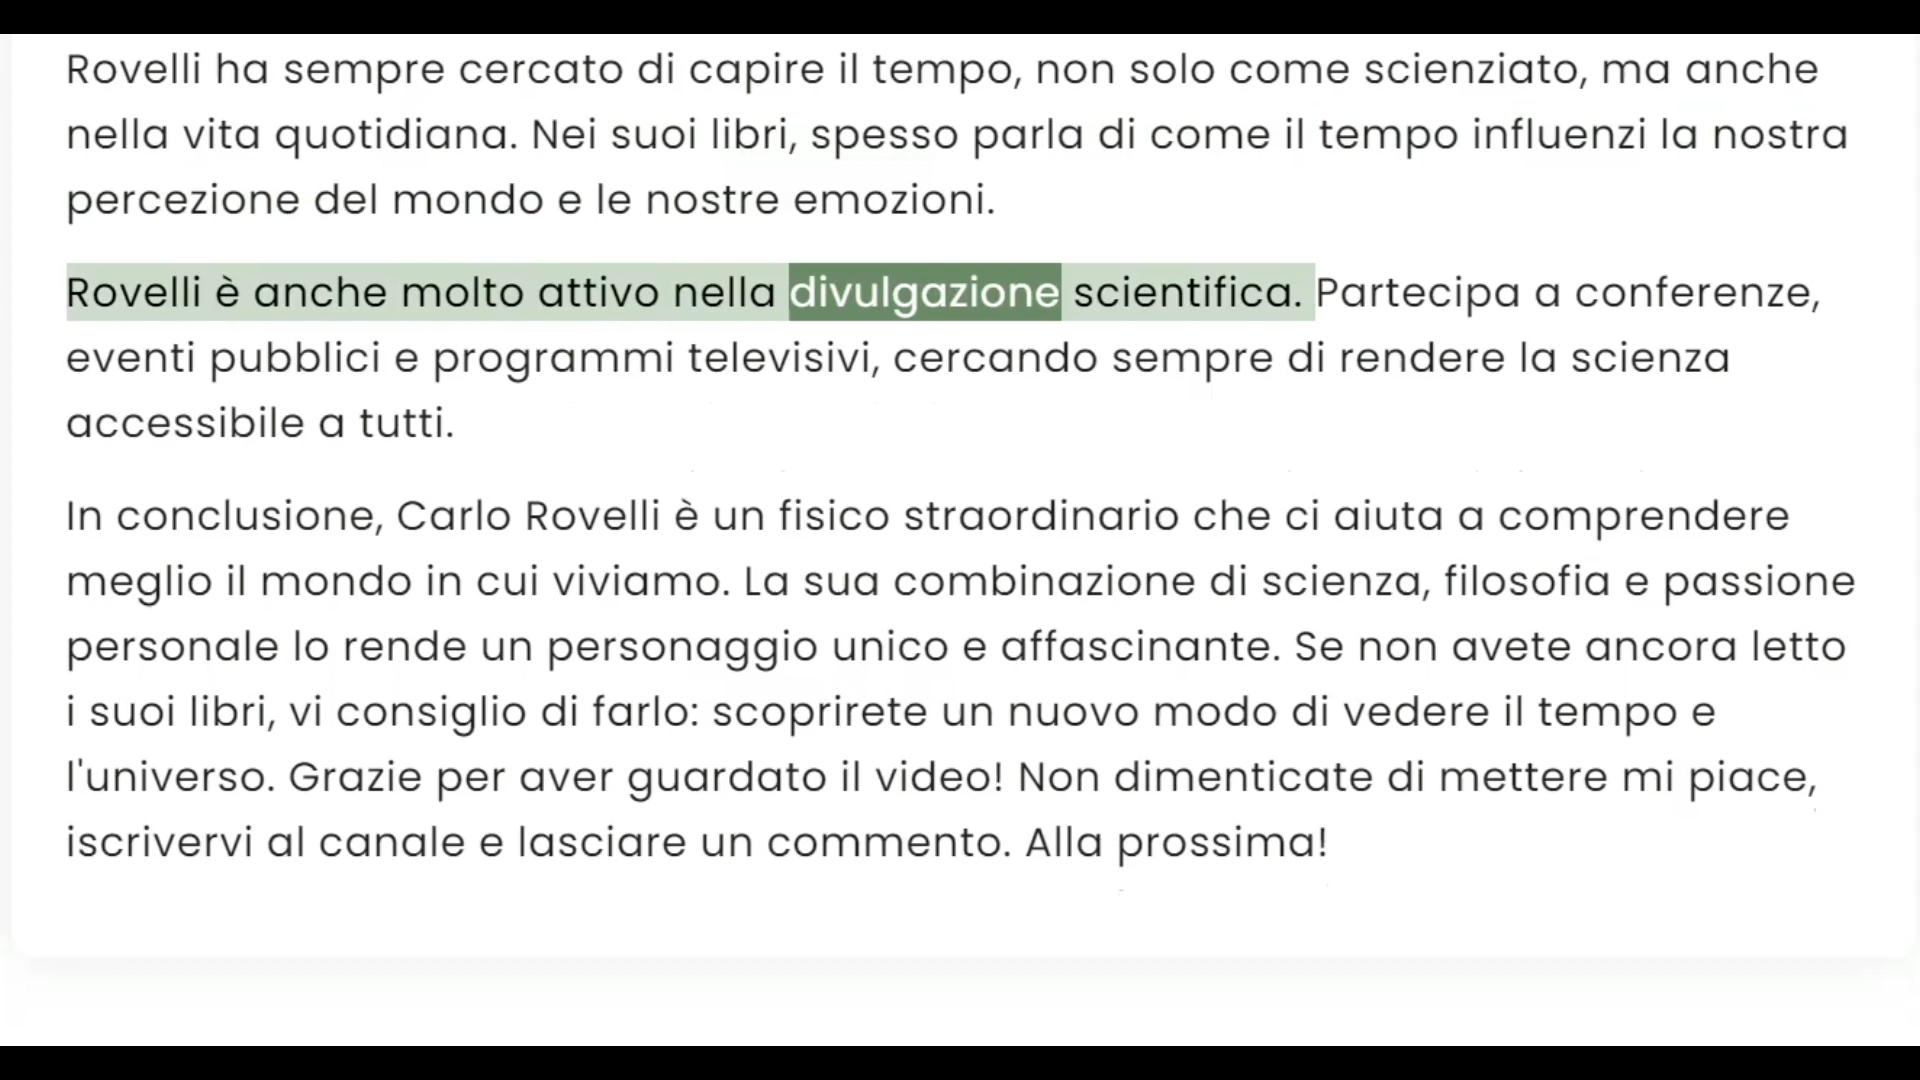 Rovelli ha sempre cercato di capire il tempo, non solo come scienziato, ma anche
nella vita quotidiana. Nei suoi libri, spesso parla di come il tempo influenzi la nostra
percezione del mondo e le nostre emozioni.
Rovelli è anche molto attivo nella divulgazione scientifica. Partecipa a conferenze,
eventi pubblici e programmi televisivi, cercando sempre di rendere la scienza
accessibile a tutti.
In conclusione, Carlo Rovelli è un fisico straordinario che ci aiuta a comprendere
meglio il mondo in cui viviamo. La sua combinazione di scienza, filosofia e passione
personale lo rende un personaggio unico e affascinante. Se non avete ancora letto
i suoi libri, vi consiglio di farlo: scoprirete un nuovo modo di vedere il tempo e
l'universo. Grazie per aver guardato il video! Non dimenticate di mettere mi piace,
iscrivervi al canale e lasciare un commento. Alla prossima!